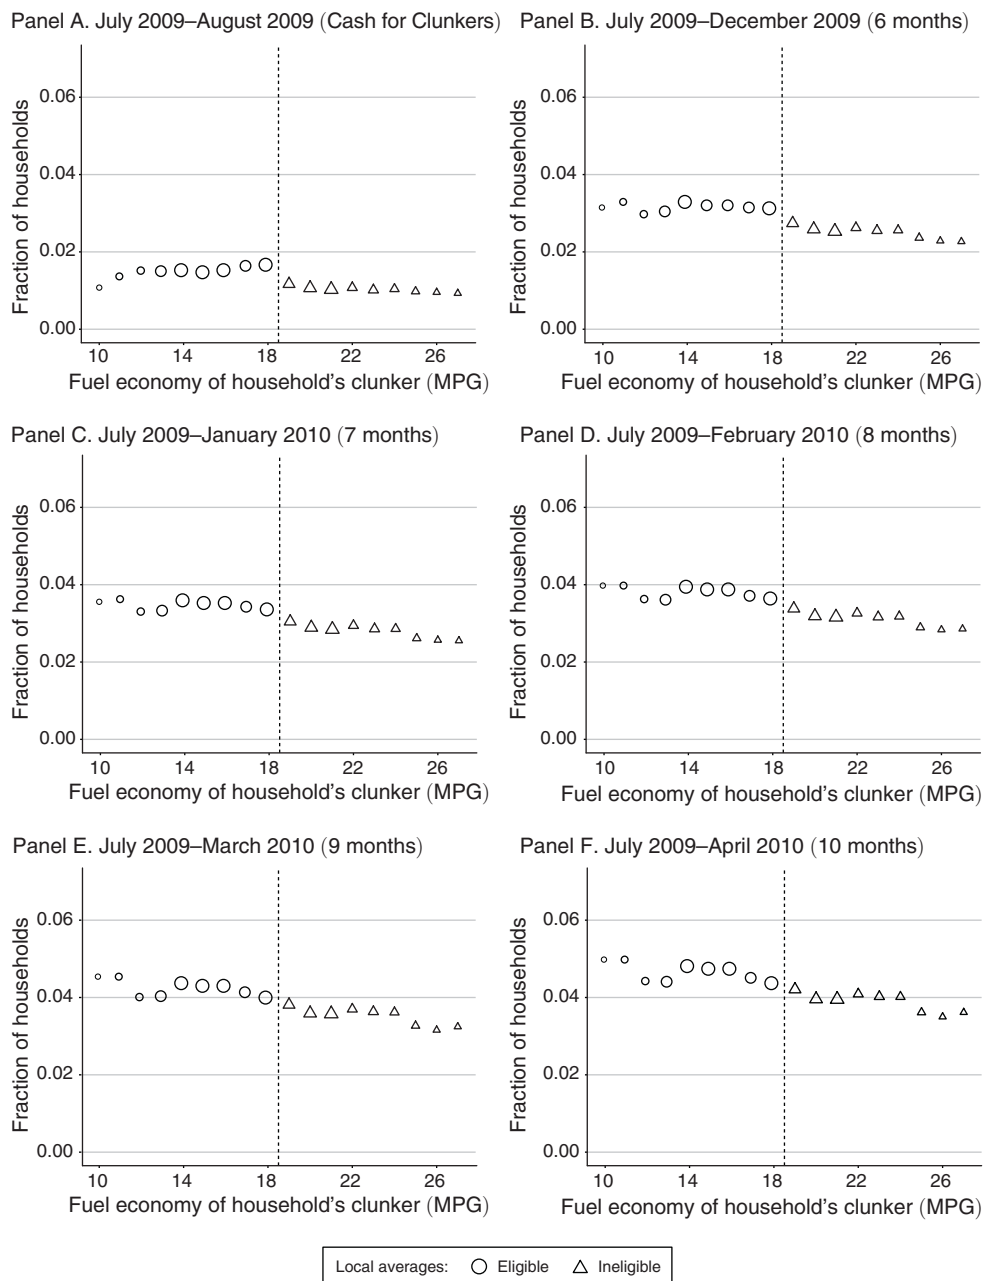 Panel A. July 2009–August 2009 (Cash for Clunkers)
Fraction of households
0.06
0.04
0.02
0.00
10 14 18 22 26
Fuel economy of household's clunker (MPG)
Panel B. July 2009–December 2009 (6 months)
Fraction of households
0.06
0.04
0.02
0.00
10 14 18 22 26
Fuel economy of household's clunker (MPG)
Panel C. July 2009–January 2010 (7 months)
Fraction of households
0.06
0.04
0.02
0.00
10 14 18 22 26
Fuel economy of household's clunker (MPG)
Panel D. July 2009–February 2010 (8 months)
Fraction of households
0.06
0.04
0.02
0.00
10 14 18 22 26
Fuel economy of household's clunker (MPG)
Panel E. July 2009–March 2010 (9 months)
Fraction of households
0.06
0.04
0.02
0.00
10 14 18 22 26
Fuel economy of household's clunker (MPG)
Panel F. July 2009–April 2010 (10 months)
Fraction of households
0.06
0.04
0.02
0.00
10 14 18 22 26
Fuel economy of household's clunker (MPG)
Local averages: Eligible Ineligible